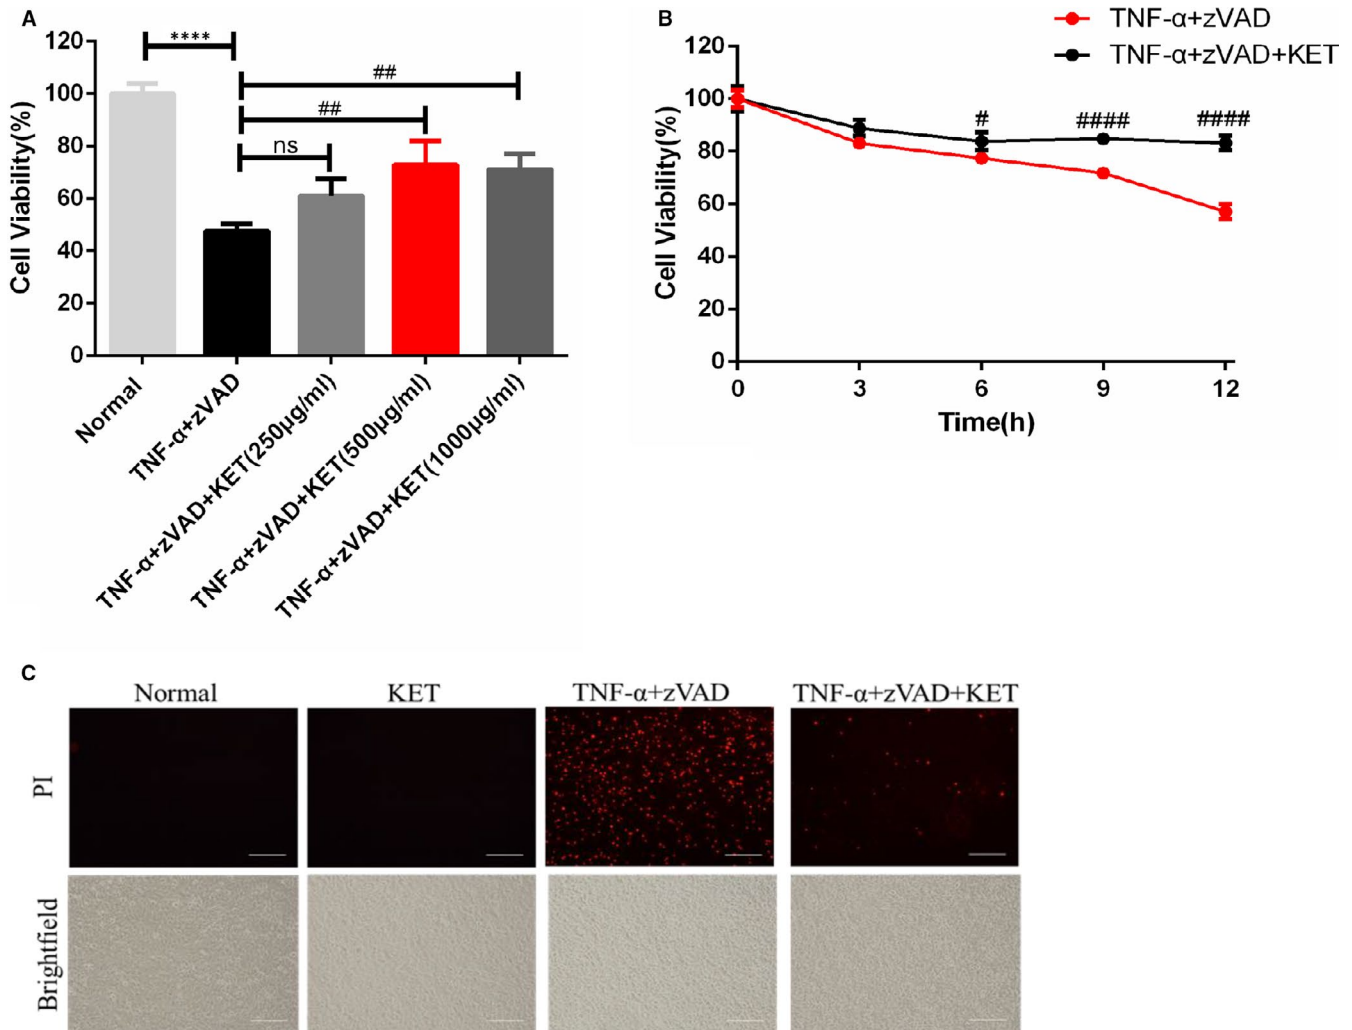 A
Cell Viability(%)
120
100
80
60
40
20
0
****
##
##
ns
Normal
TNF-α+zVAD
TNF-α+zVAD+KET(250μg/ml)
TNF-α+zVAD+KET(500μg/ml)
TNF-α+zVAD+KET(1000μg/ml)
B
TNF-α+zVAD
TNF-α+zVAD+KET
Cell Viability(%)
120
100
80
60
40
20
0
# #### ####
0 3 6 9 12
Time(h)
C
Normal KET TNF-α+zVAD TNF-α+zVAD+KET
PI
Brightfield